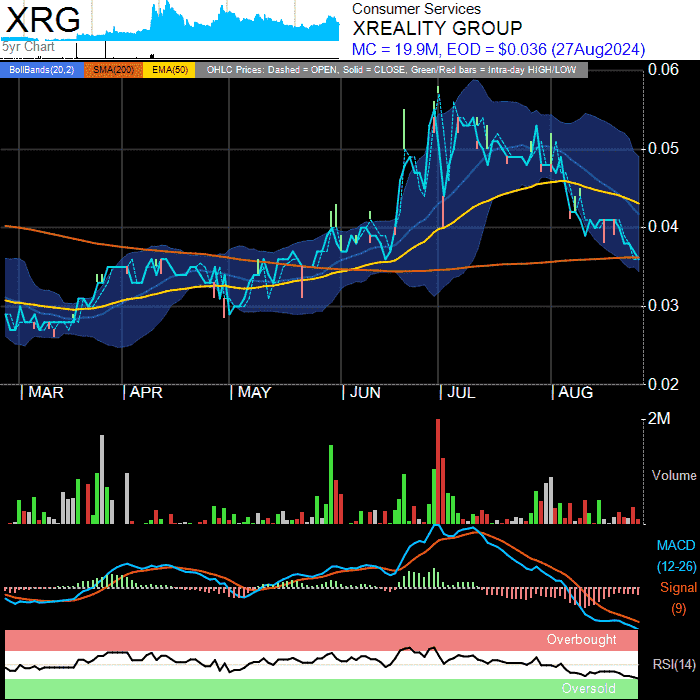 XRG
5yr Chart
Consumer Services
XREALITY GROUP
MC = 19.9M, EOD = $0.036 (27Aug2024)
BollBands(20,2) SMA(200) EMA(50) OHLC Prices: Dashed = OPEN, Solid = CLOSE, Green/Red bars = Intra-day HIGH/LOW
0.06
0.05
0.04
0.03
0.02
MAR APR MAY JUN JUL AUG
2M
Volume
MACD
(12-26)
Signal
(9)
Overbought
RSI(14)
Oversold